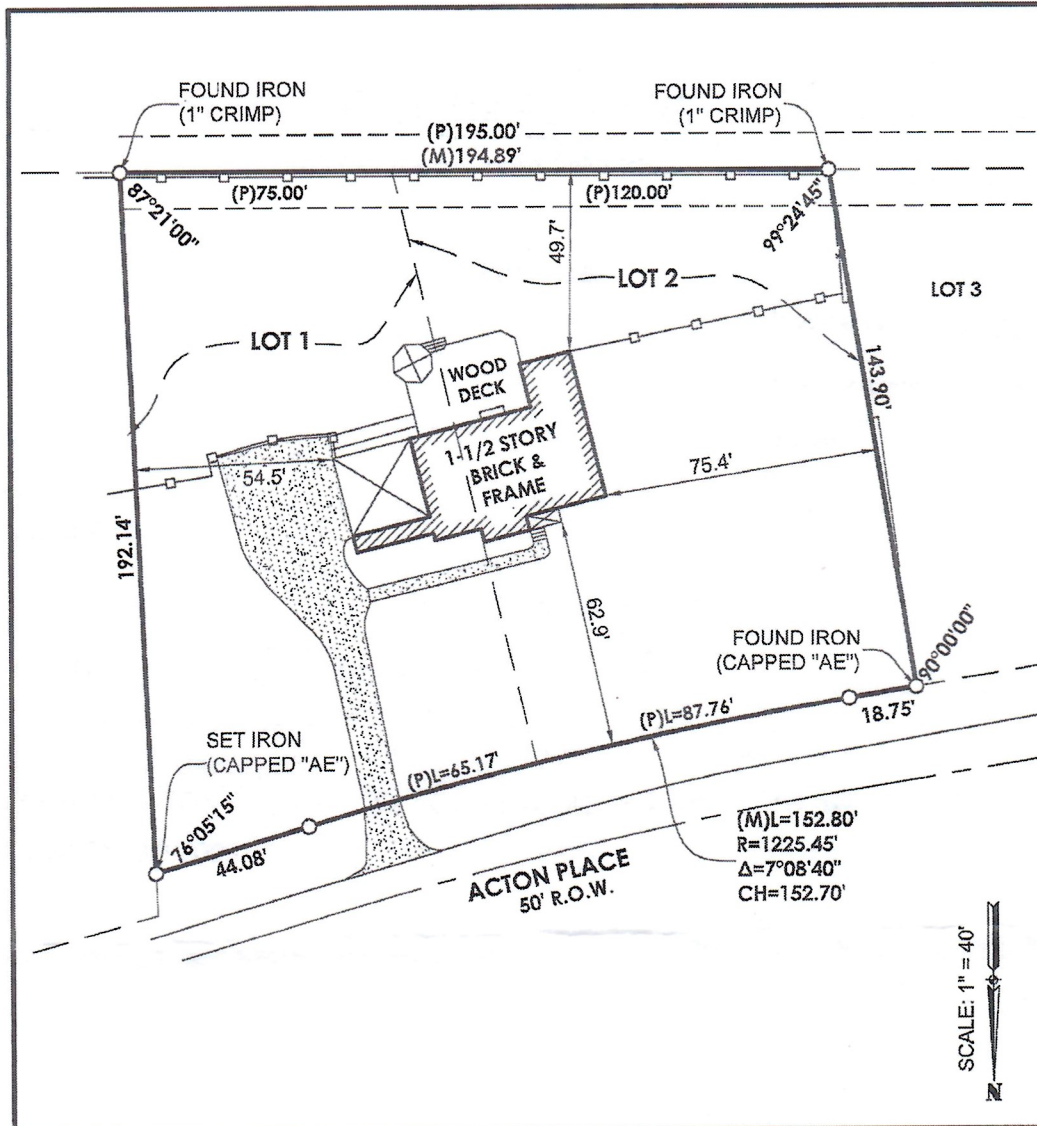 FOUND IRON
(1" CRIMP)
FOUND IRON
(1" CRIMP)
(P)195.00'
(M)194.89'
(P)75.00'
(P)120.00'
87°21'00"
99°24'45"
49.7'
LOT 1
LOT 2
LOT 3
WOOD
DECK
143.90'
1-1/2 STORY
BRICK &
FRAME
54.5'
75.4'
192.14'
62.9'
FOUND IRON
(CAPPED "AE")
90°00'00"
18.75'
(P)L=87.76'
(P)L=65.17'
SET IRON
(CAPPED "AE")
76°05'15"
44.08'
(M)L=152.80'
R=1225.45'
Δ=7°08'40"
CH=152.70'
ACTON PLACE
50' R.O.W.
SCALE: 1" = 40'
N